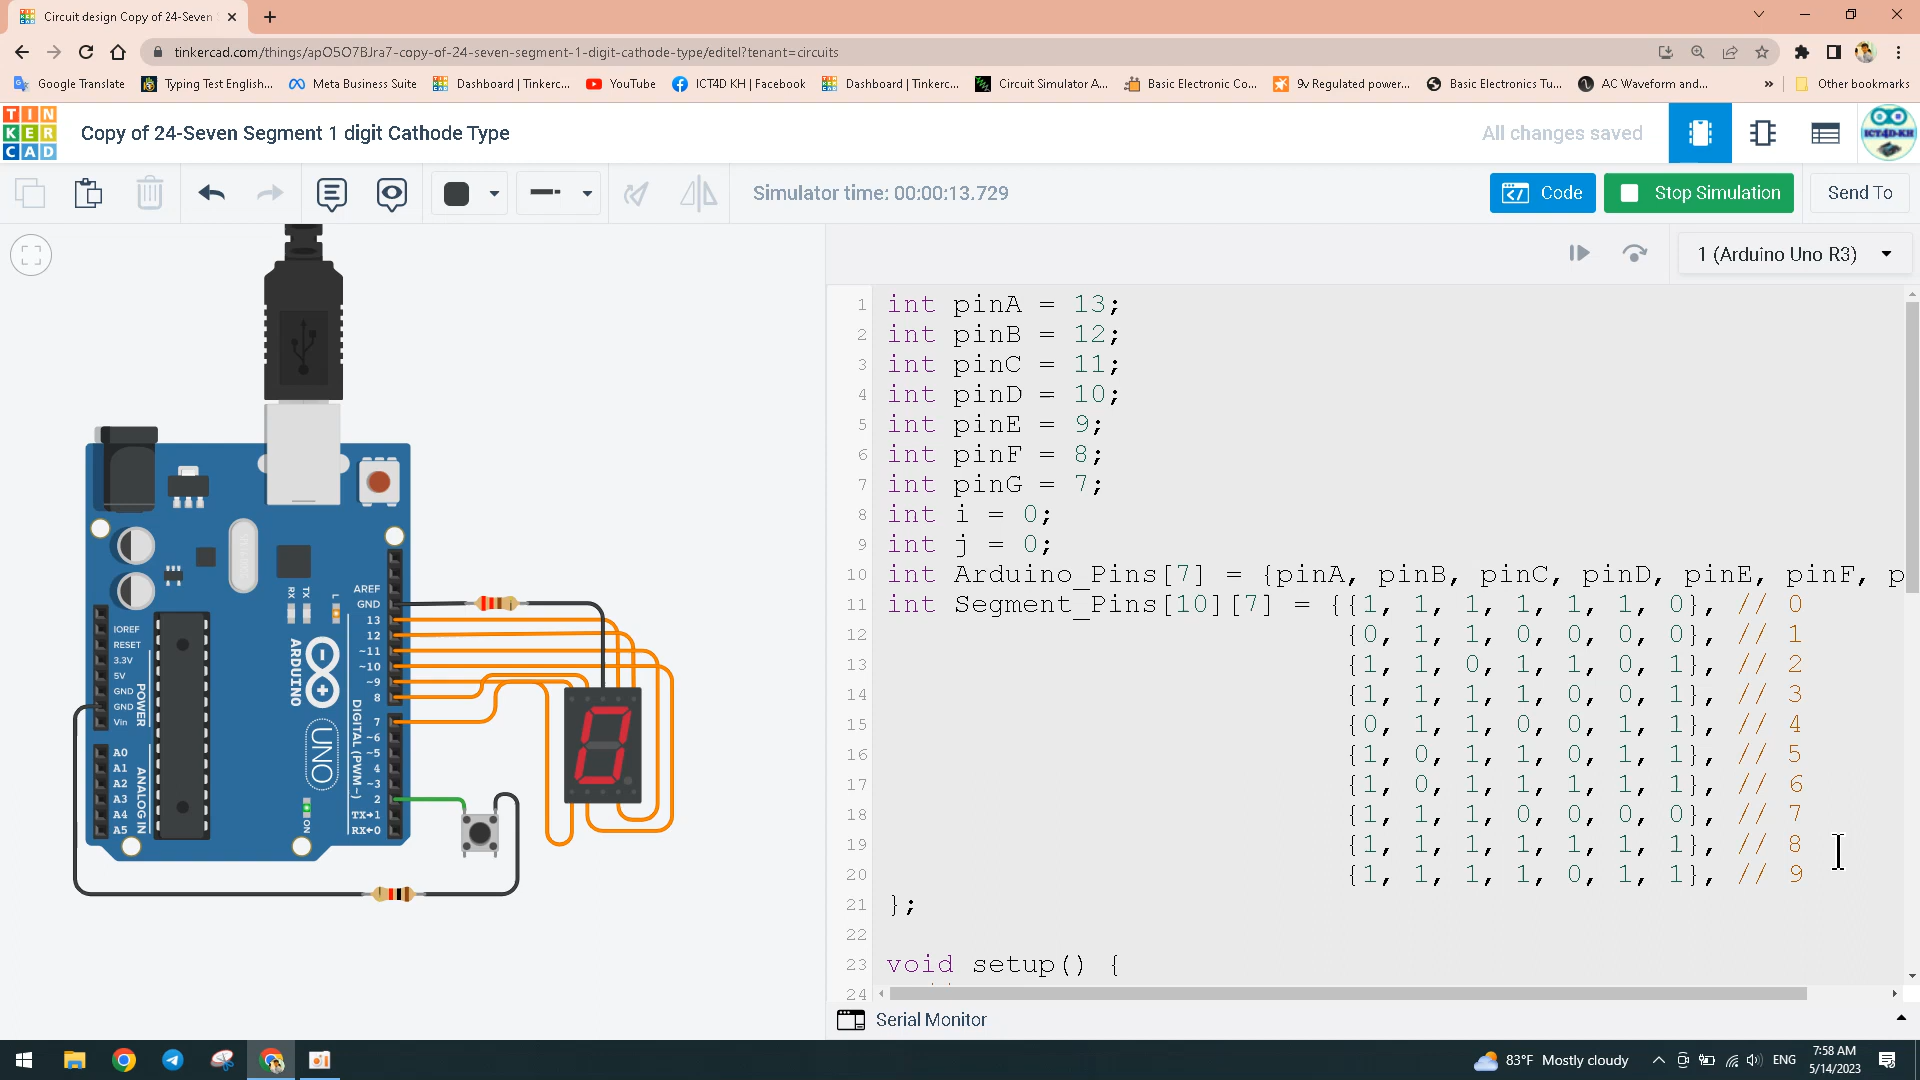 Circuit design Copy of 24-Seven
tinkercad.com/things/apO5O7BJra7-copy-of-24-seven-segment-1-digit-cathode-type/editel?tenant=circuits
Google Translate
Typing Test English...
Meta Business Suite
Dashboard | Tinkerc...
YouTube
ICT4D KH | Facebook
Dashboard | Tinkerc...
Circuit Simulator A...
Basic Electronic Co...
9v Regulated power...
Basic Electronics Tu...
AC Waveform and...
»
Other bookmarks
TIN
KER
CAD
Copy of 24-Seven Segment 1 digit Cathode Type
All changes saved
ICT4D-KH
Simulator time: 00:00:13.729
Code
Stop Simulation
Send To
1 (Arduino Uno R3)
1 int pinA = 13;
2 int pinB = 12;
3 int pinC = 11;
4 int pinD = 10;
5 int pinE = 9;
6 int pinF = 8;
7 int pinG = 7;
8 int i = 0;
9 int j = 0;
10 int Arduino_Pins[7] = {pinA, pinB, pinC, pinD, pinE, pinF, p
11 int Segment_Pins[10][7] = {{1, 1, 1, 1, 1, 1, 0}, // 0
12 {0, 1, 1, 0, 0, 0, 0}, // 1
13 {1, 1, 0, 1, 1, 0, 1}, // 2
14 {1, 1, 1, 1, 0, 0, 1}, // 3
15 {0, 1, 1, 0, 0, 1, 1}, // 4
16 {1, 0, 1, 1, 0, 1, 1}, // 5
17 {1, 0, 1, 1, 1, 1, 1}, // 6
18 {1, 1, 1, 0, 0, 0, 0}, // 7
19 {1, 1, 1, 1, 1, 1, 1}, // 8
20 {1, 1, 1, 1, 0, 1, 1}, // 9
21 };
22
23 void setup() {
24
Serial Monitor
AREF
GND
13
12
~11
~10
~9
8
7
~6
~5
4
~3
2
TX→1
RX←0
DIGITAL (PWM~)
RX
TX
L
ARDUINO
UNO
ON
IOREF
RESET
3.3V
5V
GND
GND
Vin
POWER
A0
A1
A2
A3
A4
A5
ANALOG IN
0
83°F Mostly cloudy
ENG
7:58 AM
5/14/2023